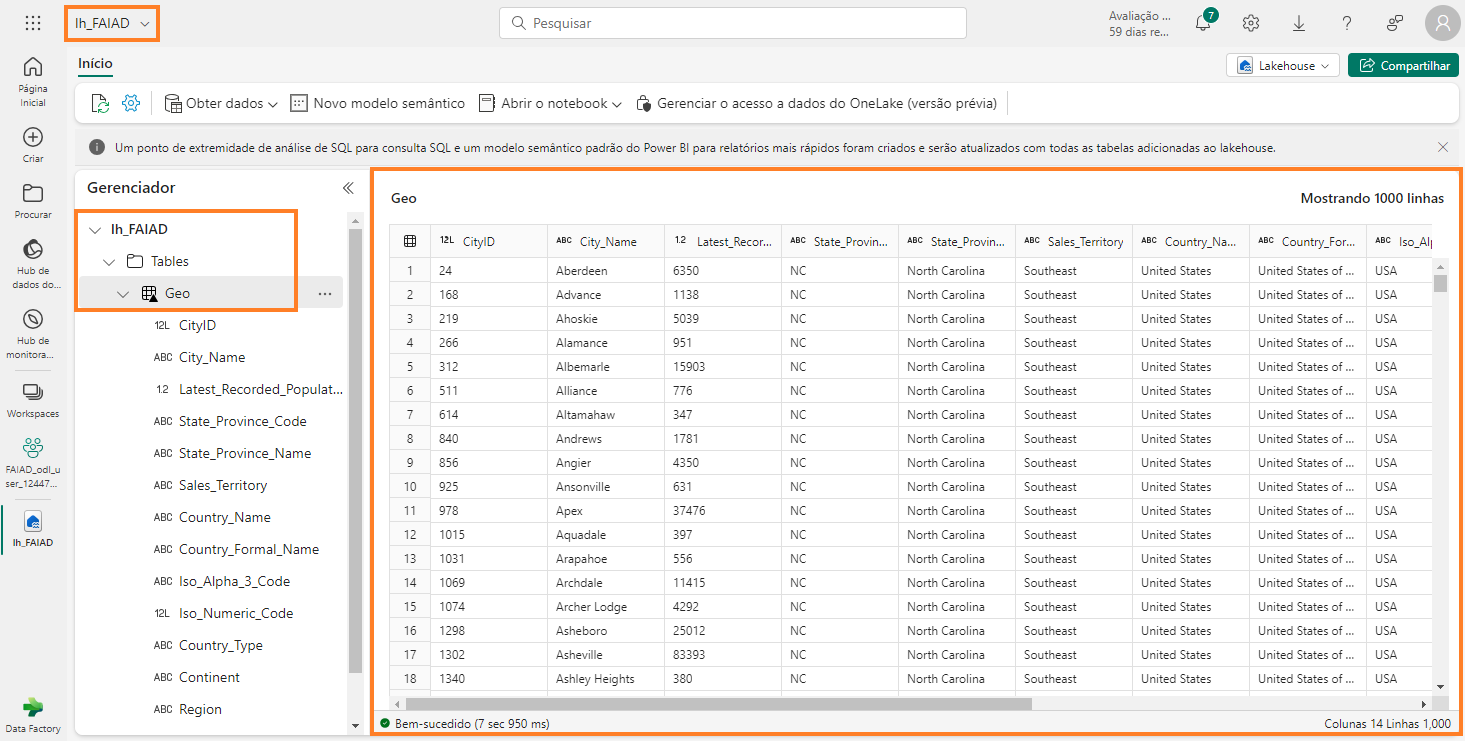 lh_FAIAD
Pesquisar
Avaliação ...
59 dias re...
7
Página
Inicial
Criar
Procurar
Hub de
dados do...
Hub de
monitora...
Workspaces
FAIAD_odl_u
ser_12447...
lh_FAIAD
Data Factory
Início
Lakehouse
Compartilhar
Obter dados
Novo modelo semântico
Abrir o notebook
Gerenciar o acesso a dados do OneLake (versão prévia)
Um ponto de extremidade de análise de SQL para consulta SQL e um modelo semântico padrão do Power BI para relatórios mais rápidos foram criados e serão atualizados com todas as tabelas adicionadas ao lakehouse.
Gerenciador
lh_FAIAD
Tables
Geo ...
12L CityID
ABC City_Name
1.2 Latest_Recorded_Populat...
ABC State_Province_Code
ABC State_Province_Name
ABC Sales_Territory
ABC Country_Name
ABC Country_Formal_Name
ABC Iso_Alpha_3_Code
12L Iso_Numeric_Code
ABC Country_Type
ABC Continent
ABC Region
Geo
Mostrando 1000 linhas
12L CityID ABC City_Name 1.2 Latest_Recor... ABC State_Provin... ABC State_Provin... ABC Sales_Territory ABC Country_Na... ABC Country_For... ABC Iso_Alp
1 24 Aberdeen 6350 NC North Carolina Southeast United States United States of ... USA
2 168 Advance 1138 NC North Carolina Southeast United States United States of ... USA
3 219 Ahoskie 5039 NC North Carolina Southeast United States United States of ... USA
4 266 Alamance 951 NC North Carolina Southeast United States United States of ... USA
5 312 Albemarle 15903 NC North Carolina Southeast United States United States of ... USA
6 511 Alliance 776 NC North Carolina Southeast United States United States of ... USA
7 614 Altamahaw 347 NC North Carolina Southeast United States United States of ... USA
8 840 Andrews 1781 NC North Carolina Southeast United States United States of ... USA
9 856 Angier 4350 NC North Carolina Southeast United States United States of ... USA
10 925 Ansonville 631 NC North Carolina Southeast United States United States of ... USA
11 978 Apex 37476 NC North Carolina Southeast United States United States of ... USA
12 1015 Aquadale 397 NC North Carolina Southeast United States United States of ... USA
13 1031 Arapahoe 556 NC North Carolina Southeast United States United States of ... USA
14 1069 Archdale 11415 NC North Carolina Southeast United States United States of ... USA
15 1074 Archer Lodge 4292 NC North Carolina Southeast United States United States of ... USA
16 1298 Asheboro 25012 NC North Carolina Southeast United States United States of ... USA
17 1302 Asheville 83393 NC North Carolina Southeast United States United States of ... USA
18 1340 Ashley Heights 380 NC North Carolina Southeast United States United States of ... USA
Bem-sucedido (7 sec 950 ms)
Colunas 14 Linhas 1,000